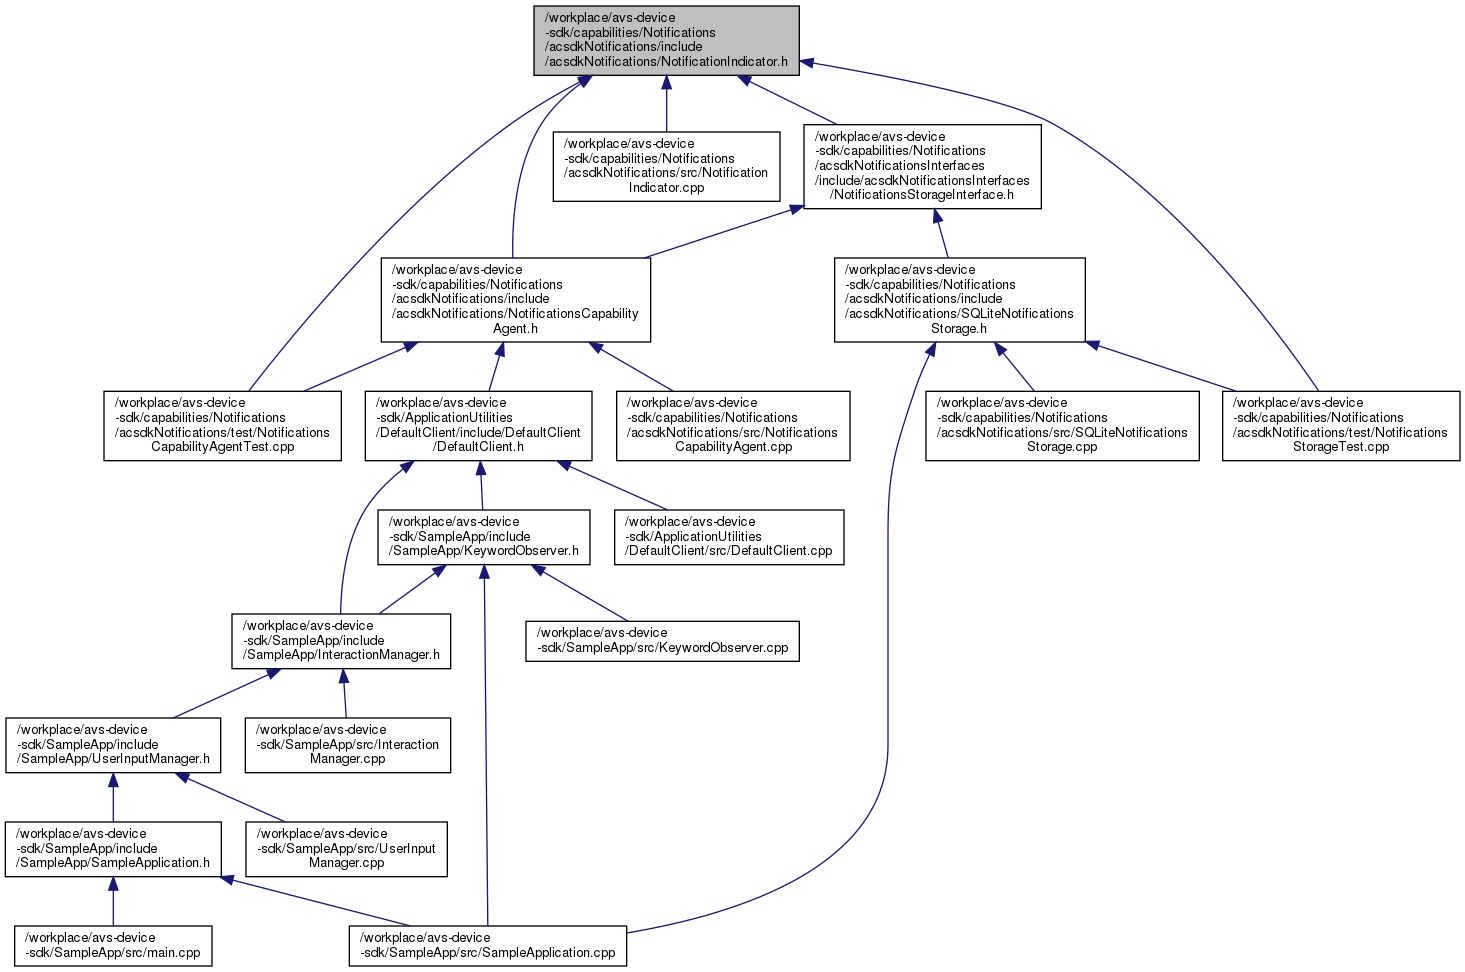 /workplace/avs-device
-sdk/capabilities/Notifications
/acsdkNotifications/include
/acsdkNotifications/NotificationIndicator.h
/workplace/avs-device
-sdk/capabilities/Notifications
/acsdkNotifications/src/Notification
Indicator.cpp
/workplace/avs-device
-sdk/capabilities/Notifications
/acsdkNotificationsInterfaces
/include/acsdkNotificationsInterfaces
/NotificationsStorageInterface.h
/workplace/avs-device
-sdk/capabilities/Notifications
/acsdkNotifications/include
/acsdkNotifications/NotificationsCapability
Agent.h
/workplace/avs-device
-sdk/capabilities/Notifications
/acsdkNotifications/include
/acsdkNotifications/SQLiteNotifications
Storage.h
/workplace/avs-device
-sdk/capabilities/Notifications
/acsdkNotifications/test/Notifications
CapabilityAgentTest.cpp
/workplace/avs-device
-sdk/ApplicationUtilities
/DefaultClient/include/DefaultClient
/DefaultClient.h
/workplace/avs-device
-sdk/capabilities/Notifications
/acsdkNotifications/src/Notifications
CapabilityAgent.cpp
/workplace/avs-device
-sdk/capabilities/Notifications
/acsdkNotifications/src/SQLiteNotifications
Storage.cpp
/workplace/avs-device
-sdk/capabilities/Notifications
/acsdkNotifications/test/Notifications
StorageTest.cpp
/workplace/avs-device
-sdk/SampleApp/include
/SampleApp/KeywordObserver.h
/workplace/avs-device
-sdk/ApplicationUtilities
/DefaultClient/src/DefaultClient.cpp
/workplace/avs-device
-sdk/SampleApp/include
/SampleApp/InteractionManager.h
/workplace/avs-device
-sdk/SampleApp/src/KeywordObserver.cpp
/workplace/avs-device
-sdk/SampleApp/include
/SampleApp/UserInputManager.h
/workplace/avs-device
-sdk/SampleApp/src/Interaction
Manager.cpp
/workplace/avs-device
-sdk/SampleApp/include
/SampleApp/SampleApplication.h
/workplace/avs-device
-sdk/SampleApp/src/UserInput
Manager.cpp
/workplace/avs-device
-sdk/SampleApp/src/main.cpp
/workplace/avs-device
-sdk/SampleApp/src/SampleApplication.cpp